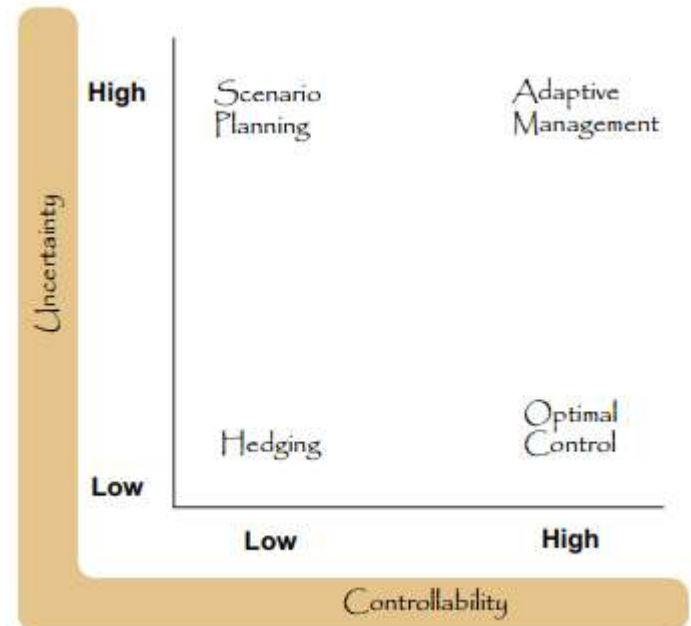 High
Scenario
Planning
Adaptive
Management
Uncertainty
Hedging
Optimal
Control
Low
Low
High
Controllability